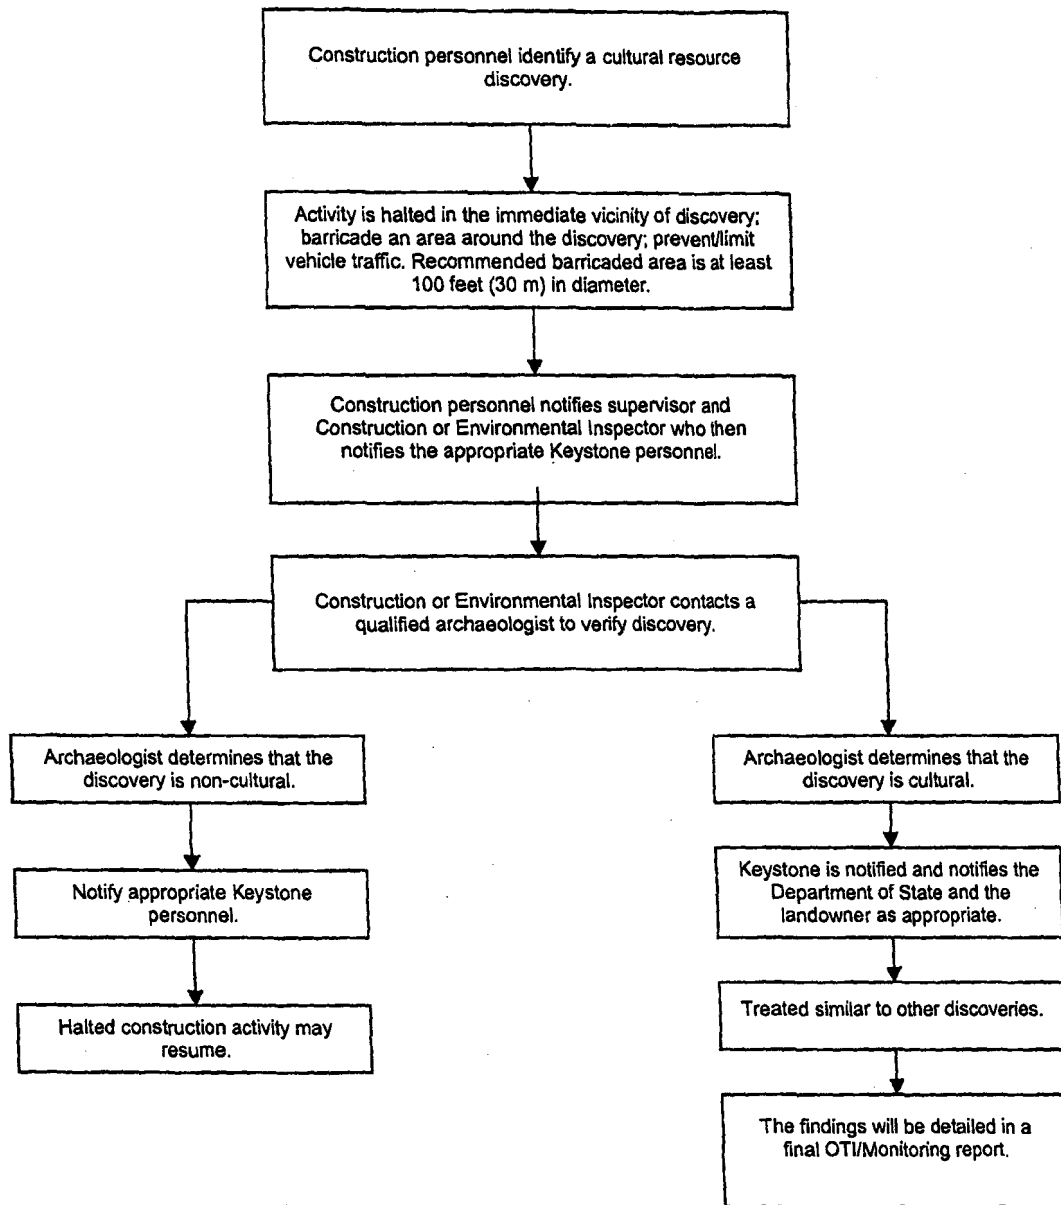 Construction personnel identify a cultural resource
discovery.
Activity is halted in the immediate vicinity of discovery;
barricade an area around the discovery; prevent/limit
vehicle traffic. Recommended barricaded area is at least
100 feet (30 m) in diameter.
Construction personnel notifies supervisor and
Construction or Environmental Inspector who then
notifies the appropriate Keystone personnel.
Construction or Environmental Inspector contacts a
qualified archaeologist to verify discovery.
Archaeologist determines that the
discovery is non-cultural.
Notify appropriate Keystone
personnel.
Halted construction activity may
resume.
Archaeologist determines that the
discovery is cultural.
Keystone is notified and notifies the
Department of State and the
landowner as appropriate.
Treated similar to other discoveries.
The findings will be detailed in a
final OTI/Monitoring report.